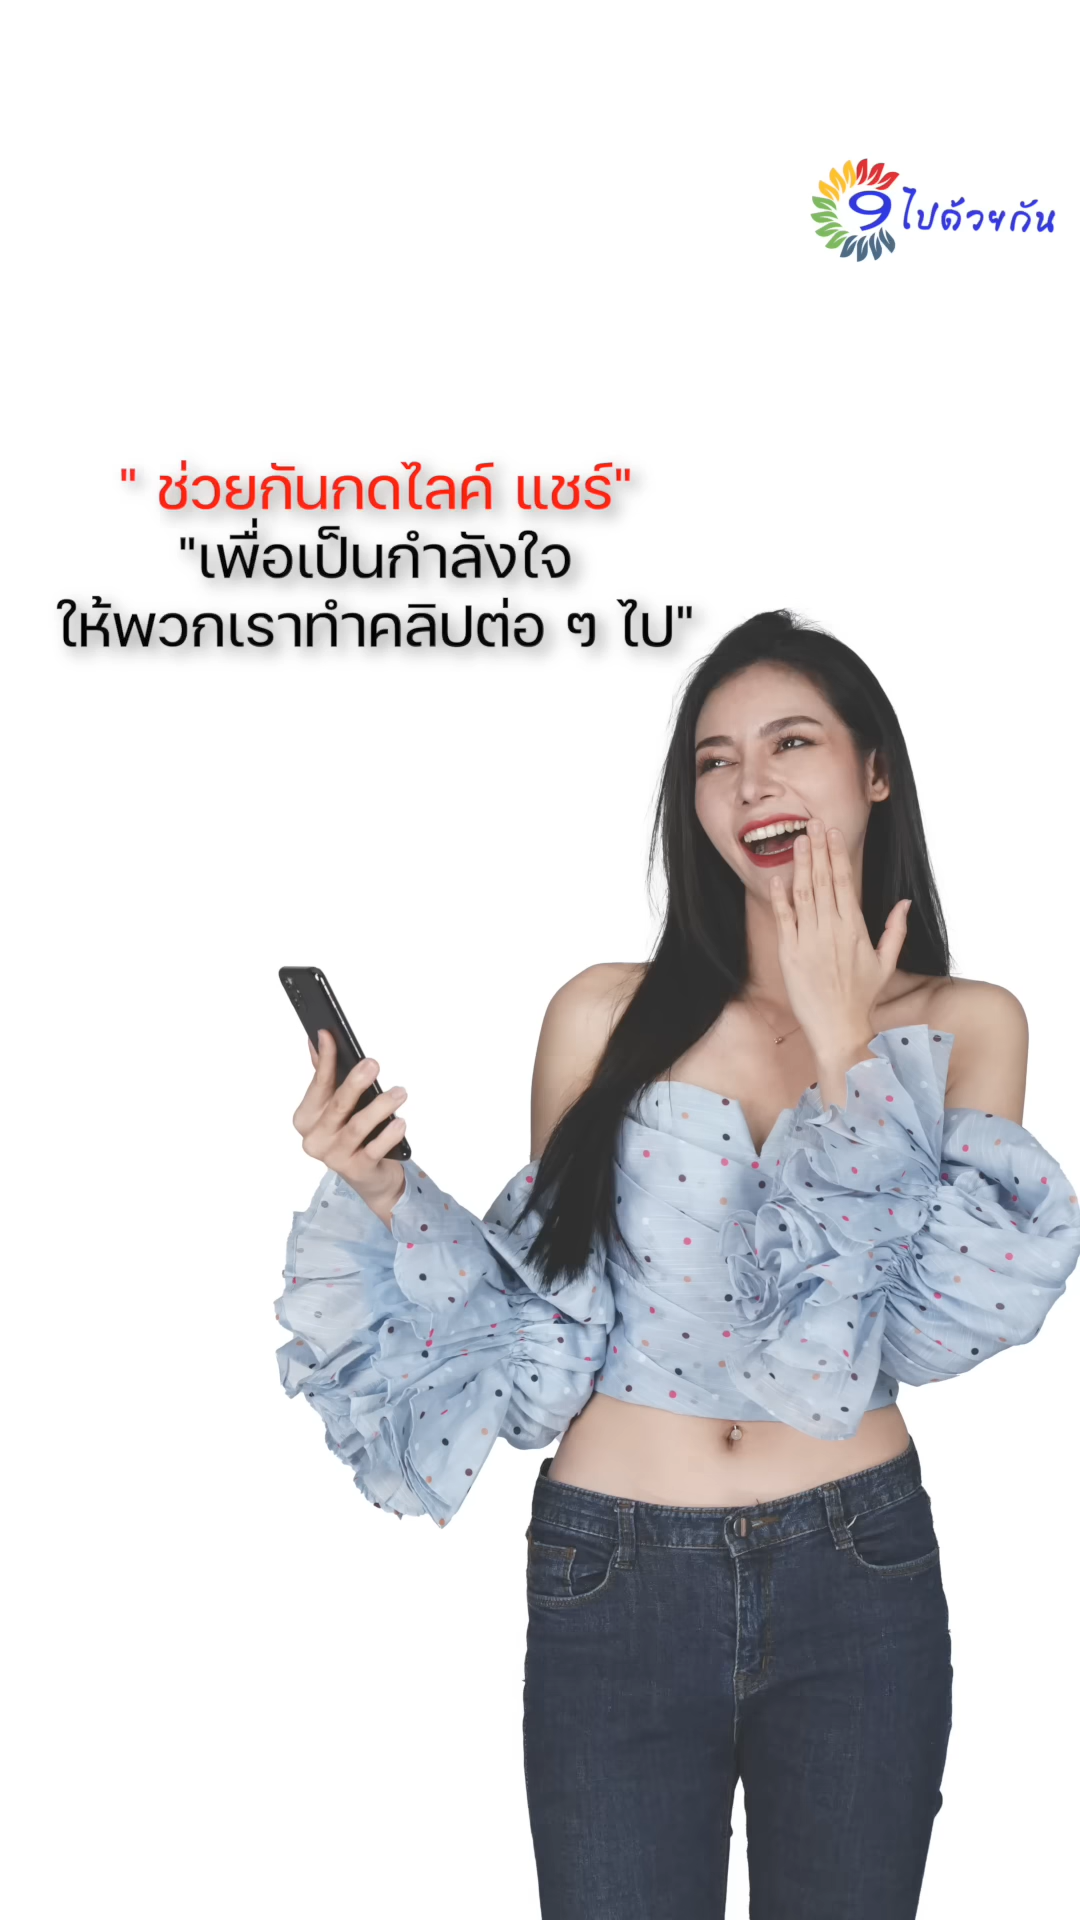 9 ไปด้วยกัน
" ช่วยกันกดไลค์ แชร์"
"เพื่อเป็นกำลังใจ
ให้พวกเราทำคลิปต่อ ๆ ไป"